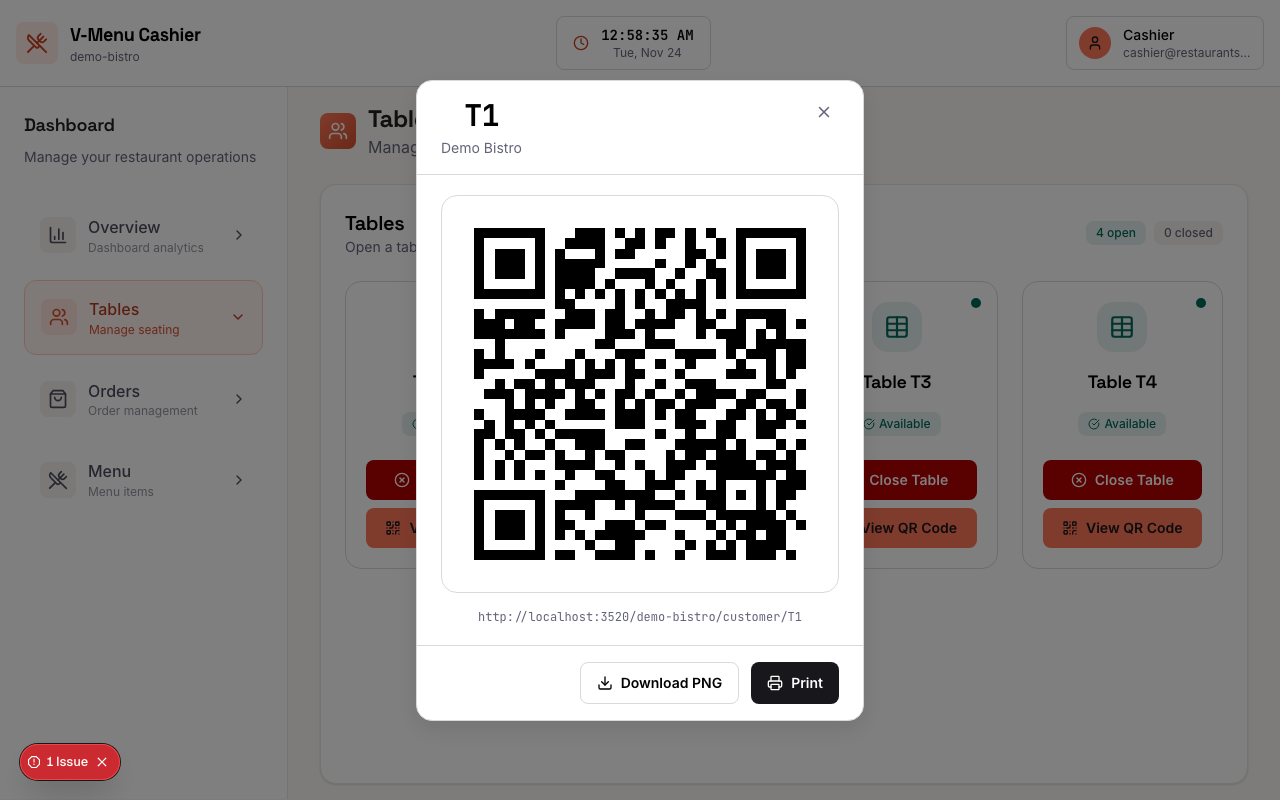 V-Menu Cashier
demo-bistro
12:58:35 AM
Tue, Nov 24
Cashier
cashier@restaurants...
Dashboard
Manage your restaurant operations
Overview
Dashboard analytics
Tables
Manage seating
Orders
Order management
Menu
Menu items
Tables
Open a tab
4 open
0 closed
T1
Demo Bistro
http://localhost:3520/demo-bistro/customer/T1
Download PNG
Print
Table T3
Available
Close Table
View QR Code
Table T4
Available
Close Table
View QR Code
1 Issue